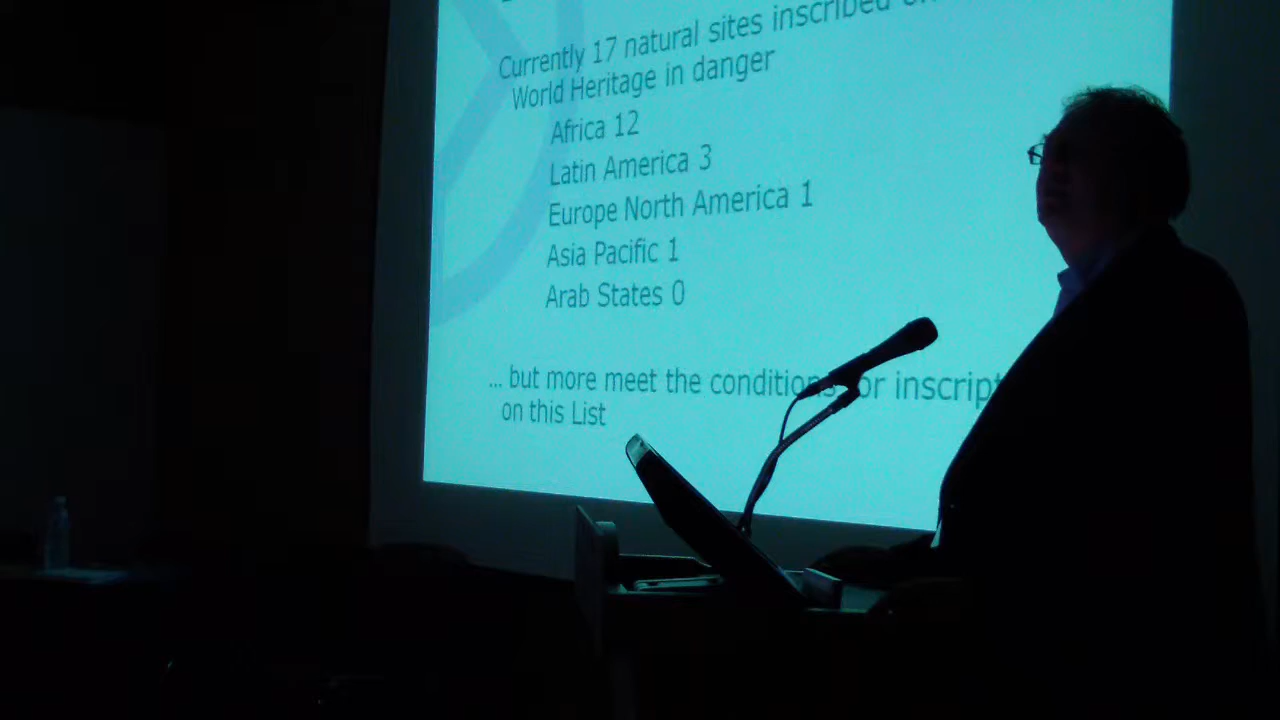 Currently 17 natural sites inscribed
World Heritage in danger
Africa 12
Latin America 3
Europe North America 1
Asia Pacific 1
Arab States 0
... but more meet the conditions for
on this List